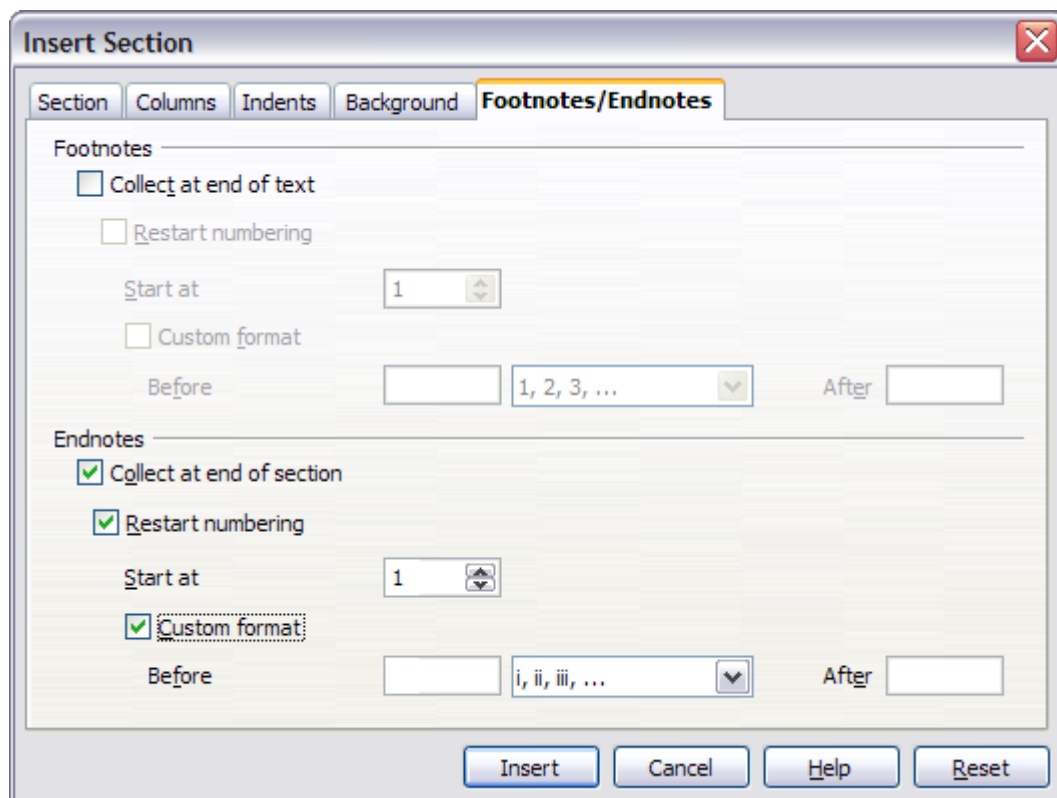 Insert Section
Section Columns Indents Background Footnotes/Endnotes
Footnotes
Collect at end of text
Restart numbering
Start at 1
Custom format
Before 1, 2, 3, ... After
Endnotes
Collect at end of section
Restart numbering
Start at 1
Custom format
Before i, ii, iii, ... After
Insert Cancel Help Reset